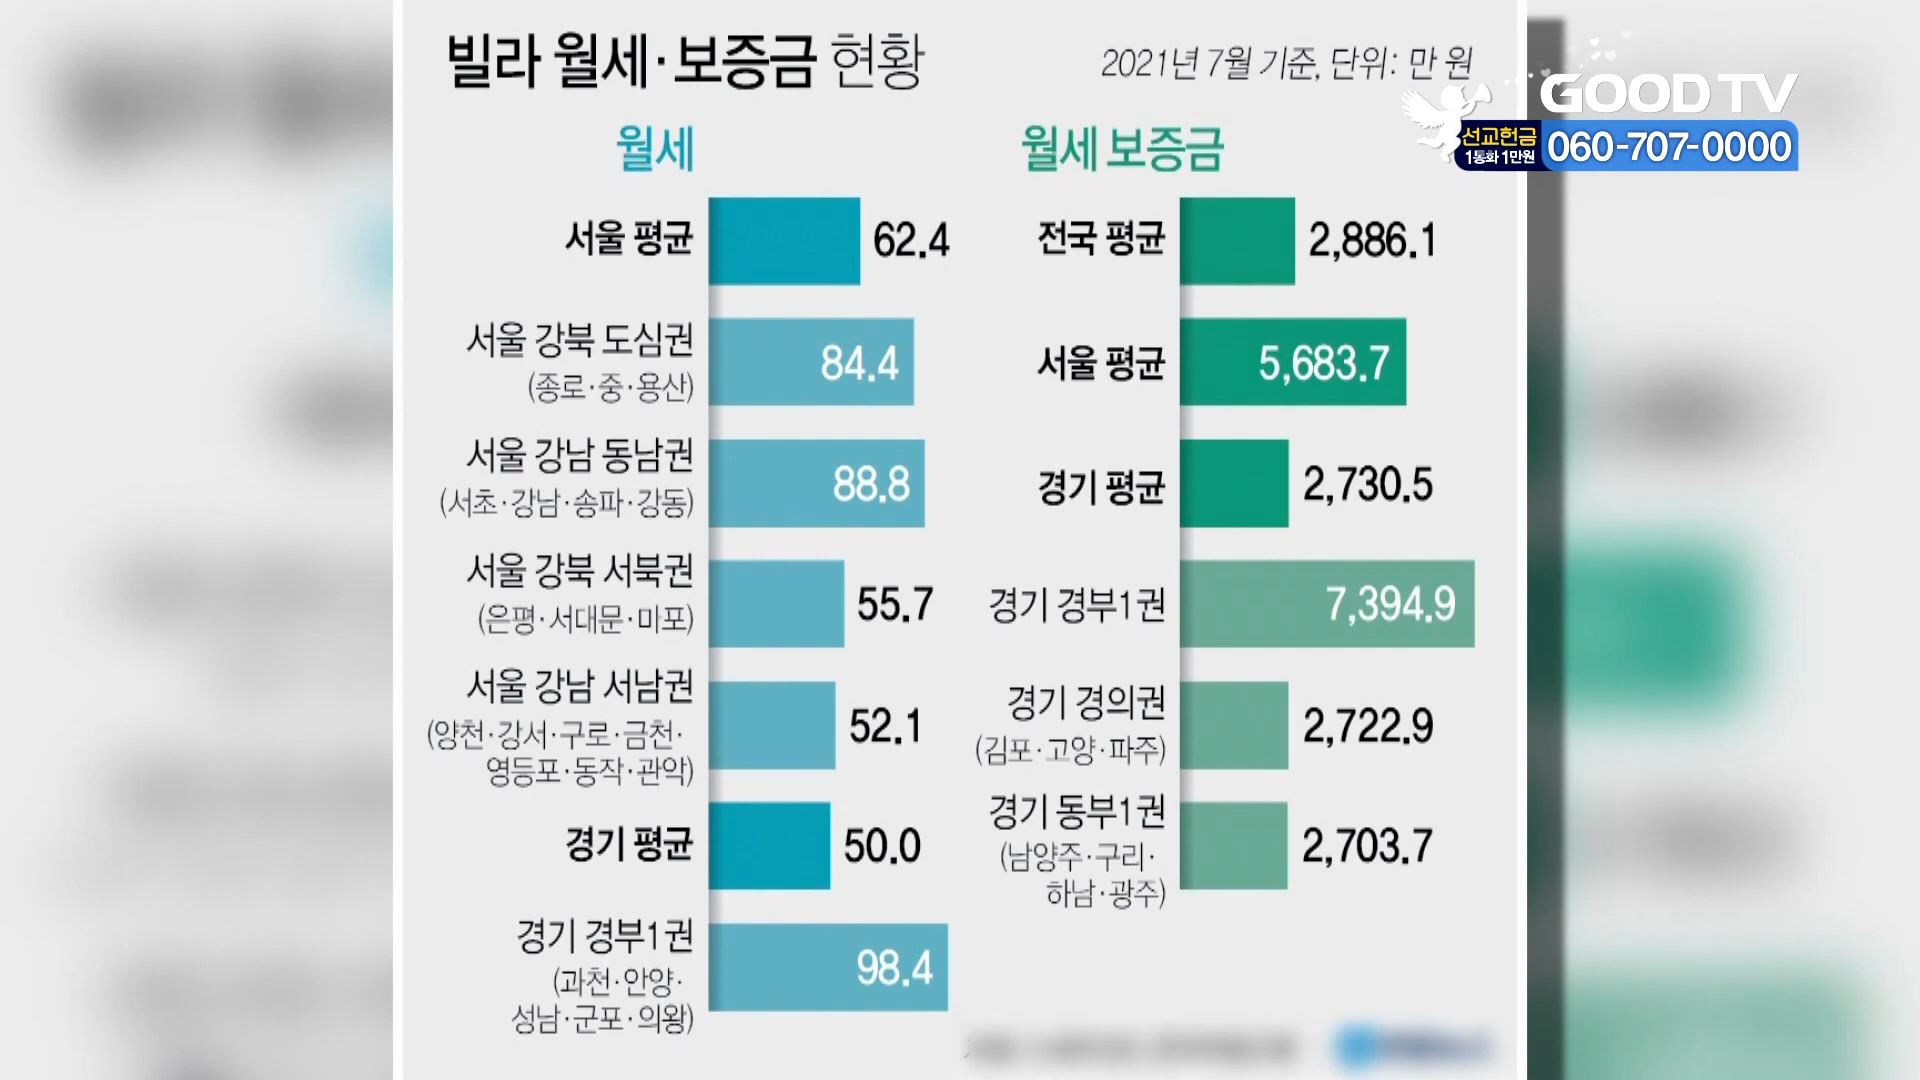 빌라 월세·보증금 현황
2021년 7월 기준, 단위: 만 원
GOODTV
선교헌금
1통화 1만원
060-707-0000
월세
서울 평균 62.4
서울 강북 도심권 84.4
(종로·중·용산)
서울 강남 동남권 88.8
(서초·강남·송파·강동)
서울 강북 서북권 55.7
(은평·서대문·마포)
서울 강남 서남권 52.1
(양천·강서·구로·금천·
영등포·동작·관악)
경기 평균 50.0
경기 경부1권 98.4
(과천·안양·
성남·군포·의왕)
월세 보증금
전국 평균 2,886.1
서울 평균 5,683.7
경기 평균 2,730.5
경기 경부1권 7,394.9
경기 경의권 2,722.9
(김포·고양·파주)
경기 동부1권 2,703.7
(남양주·구리·
하남·광주)